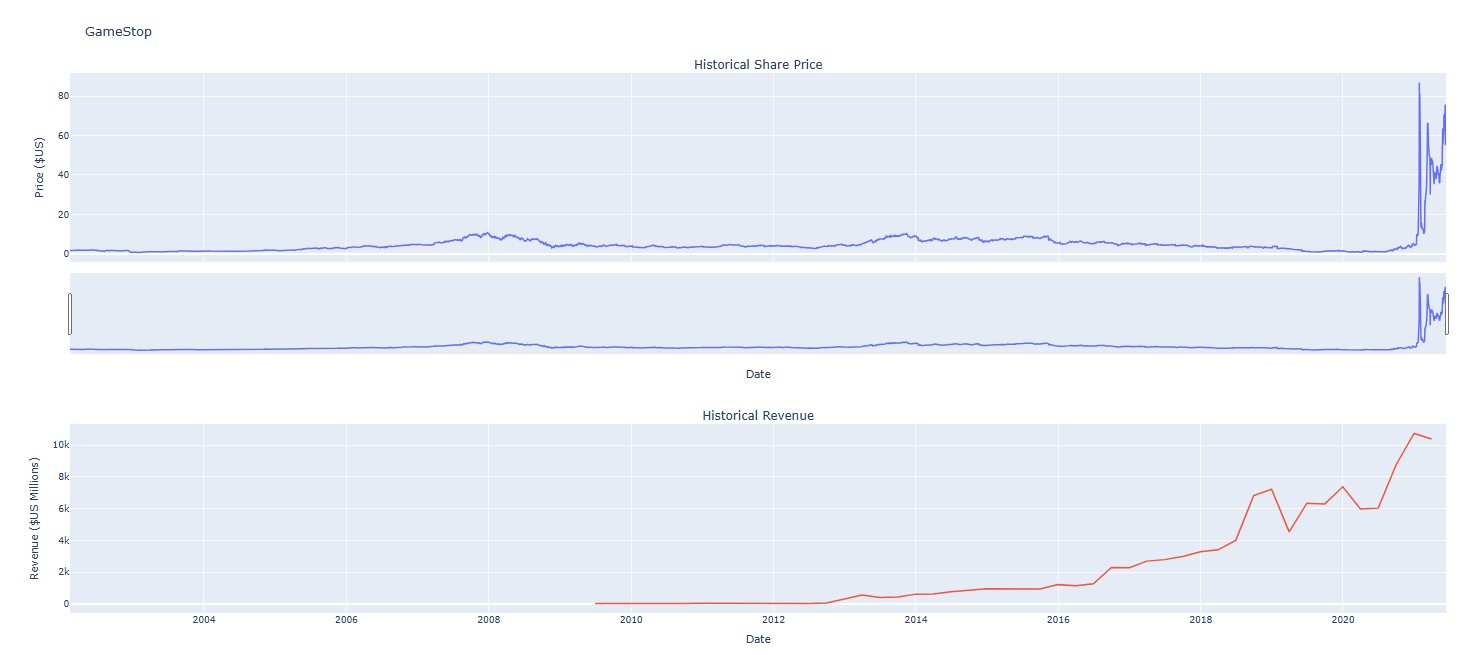 GameStop
Historical Share Price
Price ($US)
80
60
40
20
0
Date
Historical Revenue
Revenue ($US Millions)
10k
8k
6k
4k
2k
0
2004 2006 2008 2010 2012 2014 2016 2018 2020
Date